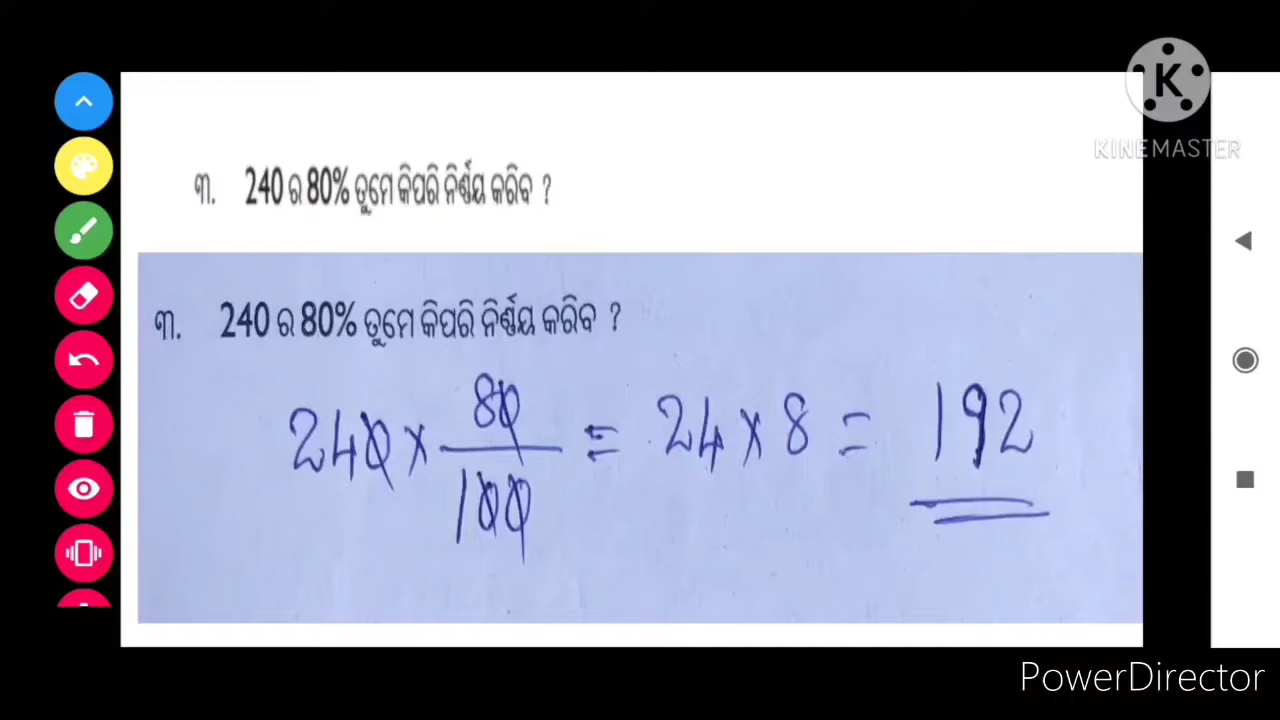 K
KINEMASTER
୩. 240 ର 80% ତୁମେ କିପରି ନିର୍ଣ୍ଣୟ କରିବ ?
୩. 240 ର 80% ତୁମେ କିପରି ନିର୍ଣ୍ଣୟ କରିବ ?
240 × 80/100 = 24 × 8 = 192
PowerDirector